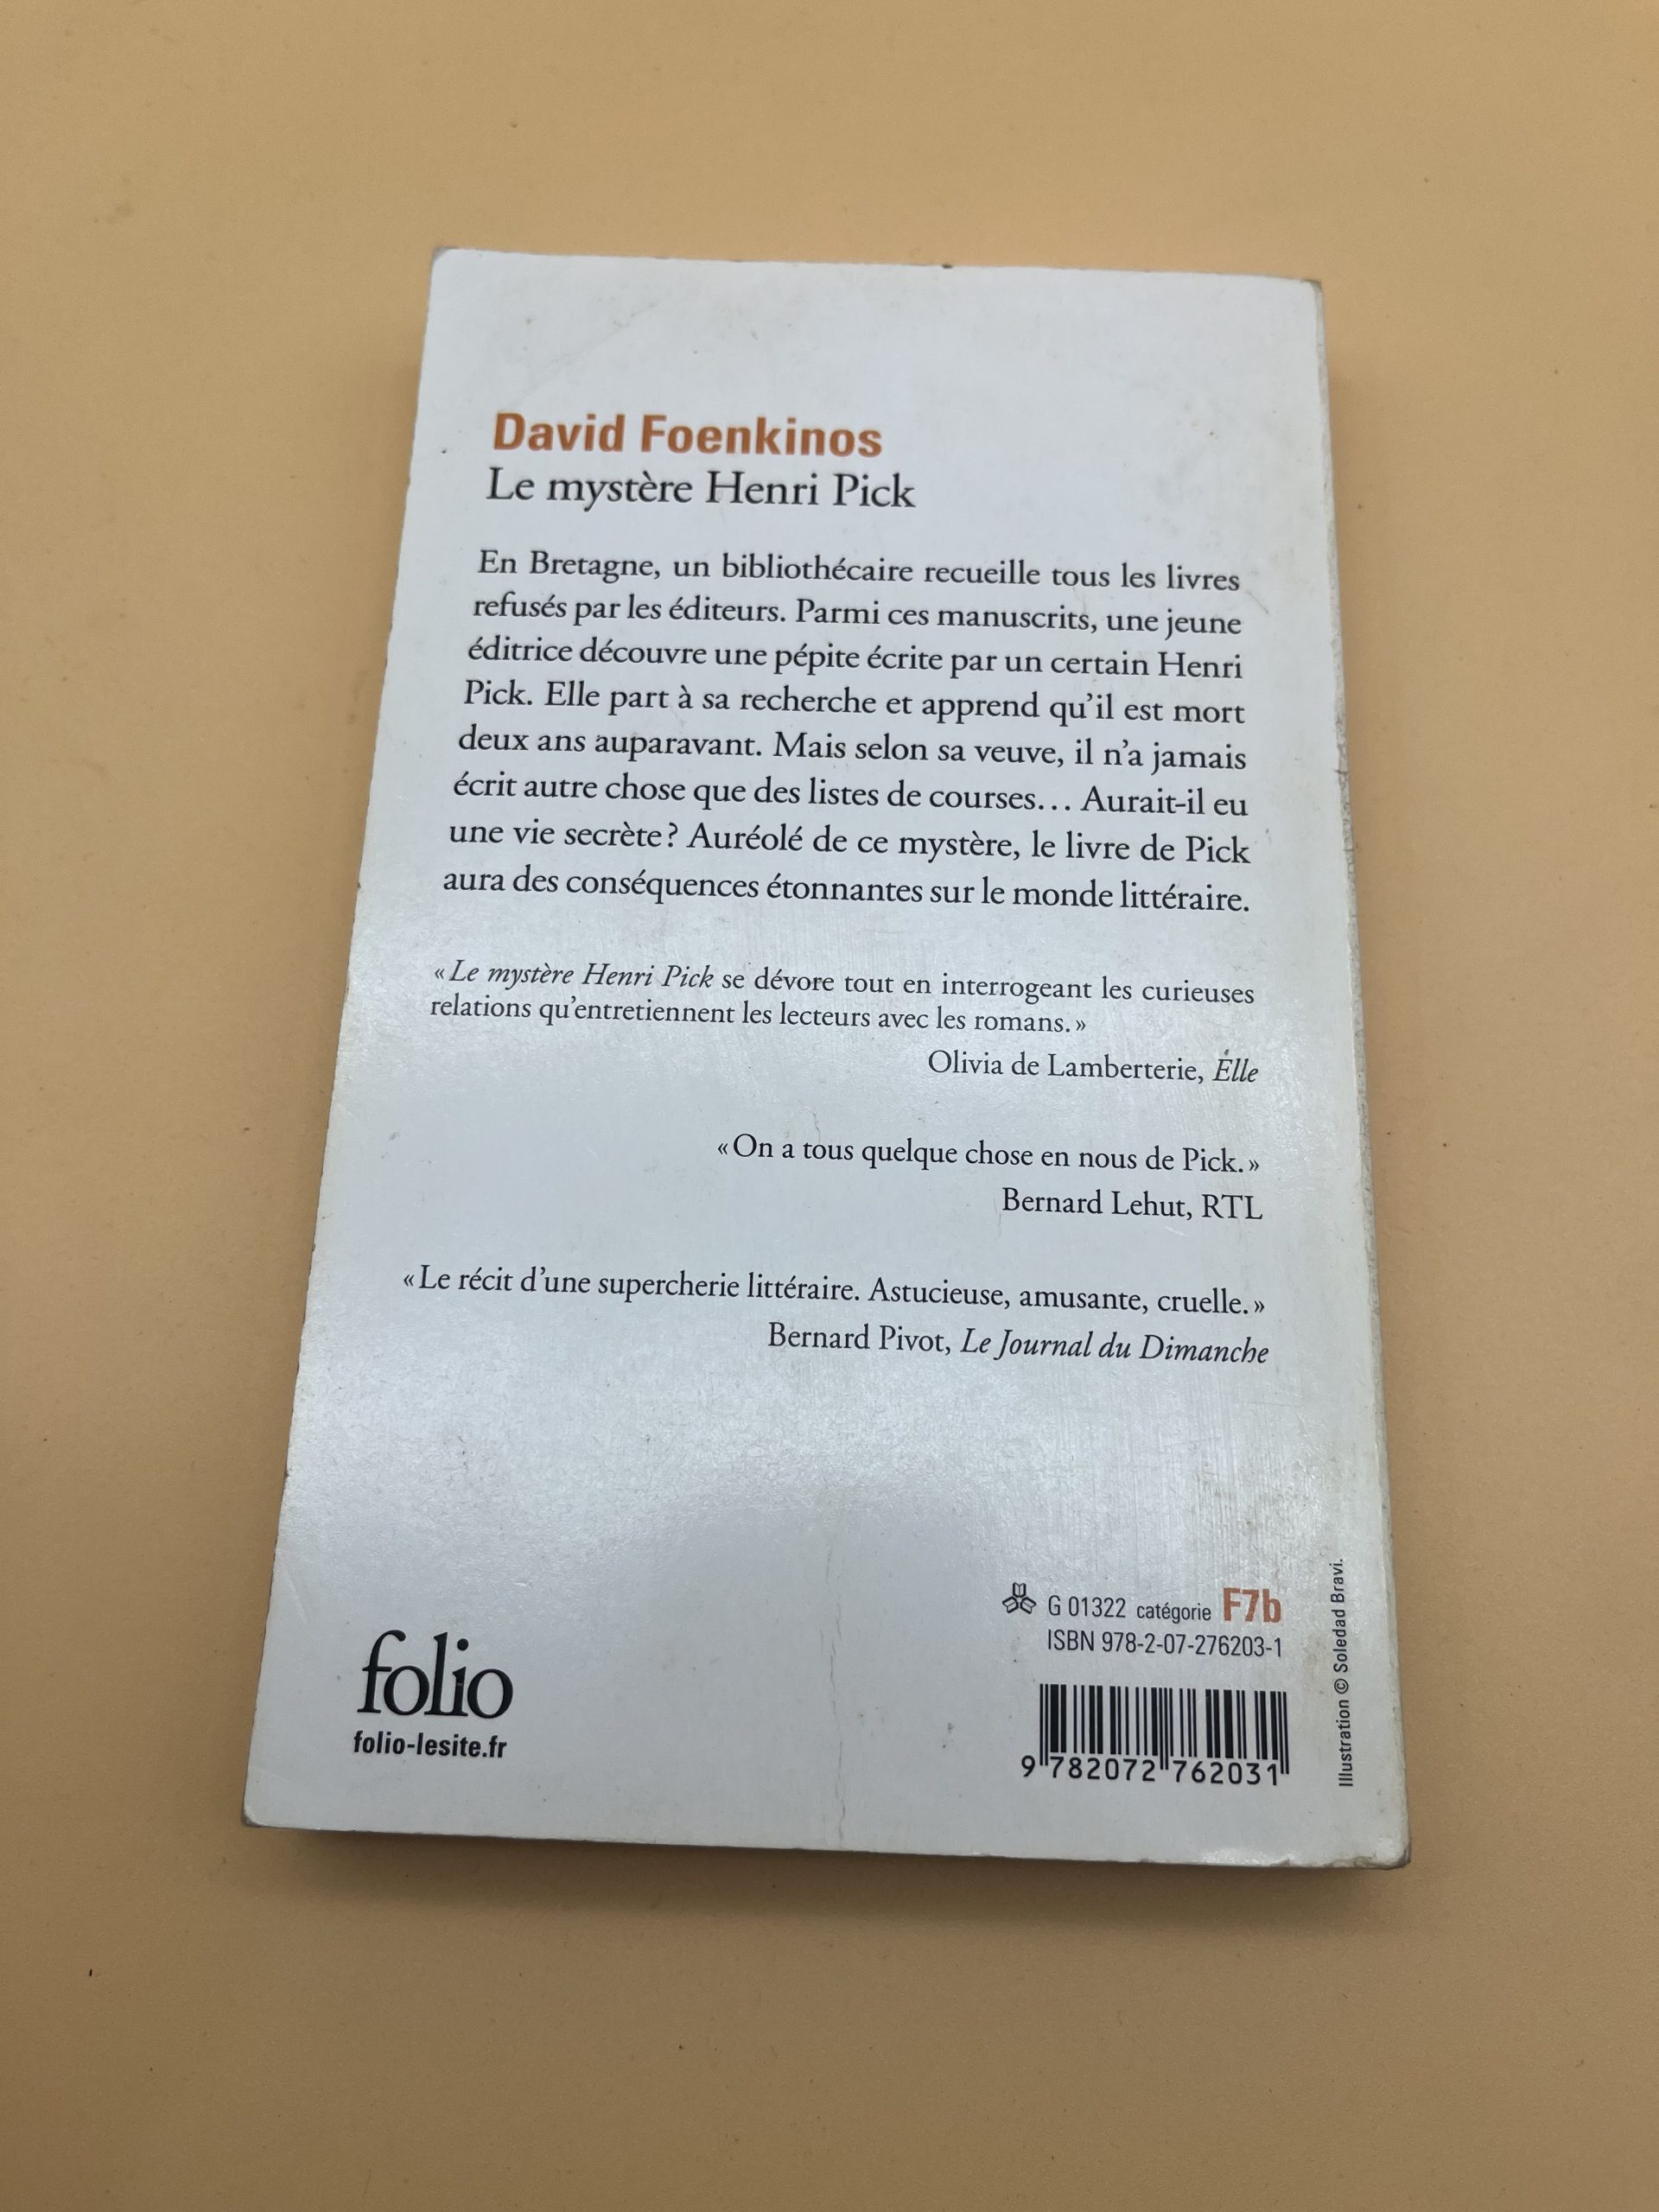 David Foenkinos
Le mystère Henri Pick
En Bretagne, un bibliothécaire recueille tous les livres
refusés par les éditeurs. Parmi ces manuscrits, une jeune
éditrice découvre une pépite écrite par un certain Henri
Pick. Elle part à sa recherche et apprend qu'il est mort
deux ans auparavant. Mais selon sa veuve, il n'a jamais
écrit autre chose que des listes de courses… Aurait-il eu
une vie secrète ? Auréolé de ce mystère, le livre de Pick
aura des conséquences étonnantes sur le monde littéraire.
« Le mystère Henri Pick se dévore tout en interrogeant les curieuses
relations qu'entretiennent les lecteurs avec les romans. »
Olivia de Lamberterie, Elle
« On a tous quelque chose en nous de Pick. »
Bernard Lehut, RTL
« Le récit d'une supercherie littéraire. Astucieuse, amusante, cruelle. »
Bernard Pivot, Le Journal du Dimanche
G 01322 catégorie F7b
ISBN 978-2-07-276203-1
9 782072 762031
folio
folio-lesite.fr
Illustration © Soledad Bravi.